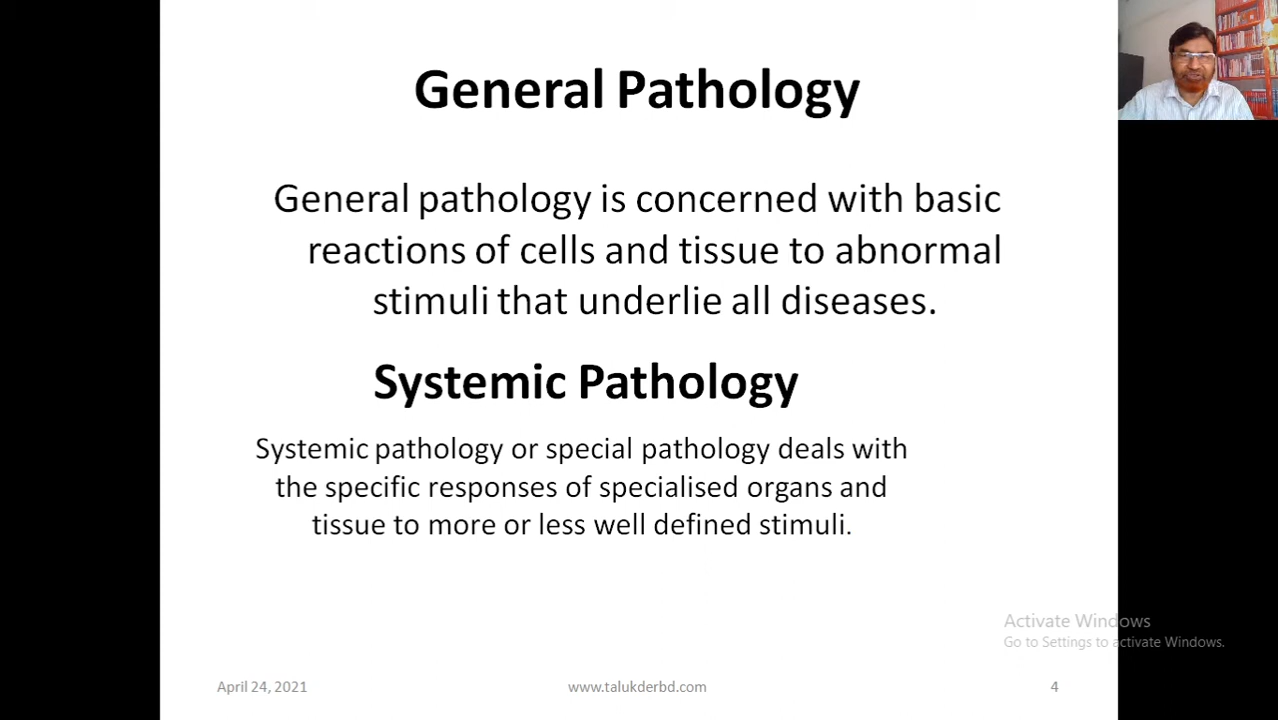 General Pathology
General pathology is concerned with basic
reactions of cells and tissue to abnormal
stimuli that underlie all diseases.
Systemic Pathology
Systemic pathology or special pathology deals with
the specific responses of specialised organs and
tissue to more or less well defined stimuli.
Activate Windows
Go to Settings to activate Windows.
April 24, 2021
www.talukderbd.com
4